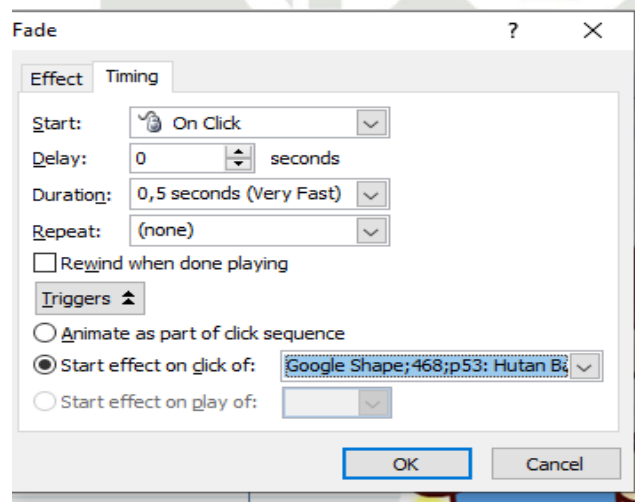 Fade ?
Effect Timing
Start: On Click
Delay: 0 seconds
Duration: 0,5 seconds (Very Fast)
Repeat: (none)
Rewind when done playing
Triggers
Animate as part of click sequence
Start effect on click of: Google Shape;468;p53: Hutan
Start effect on play of:
OK Cancel